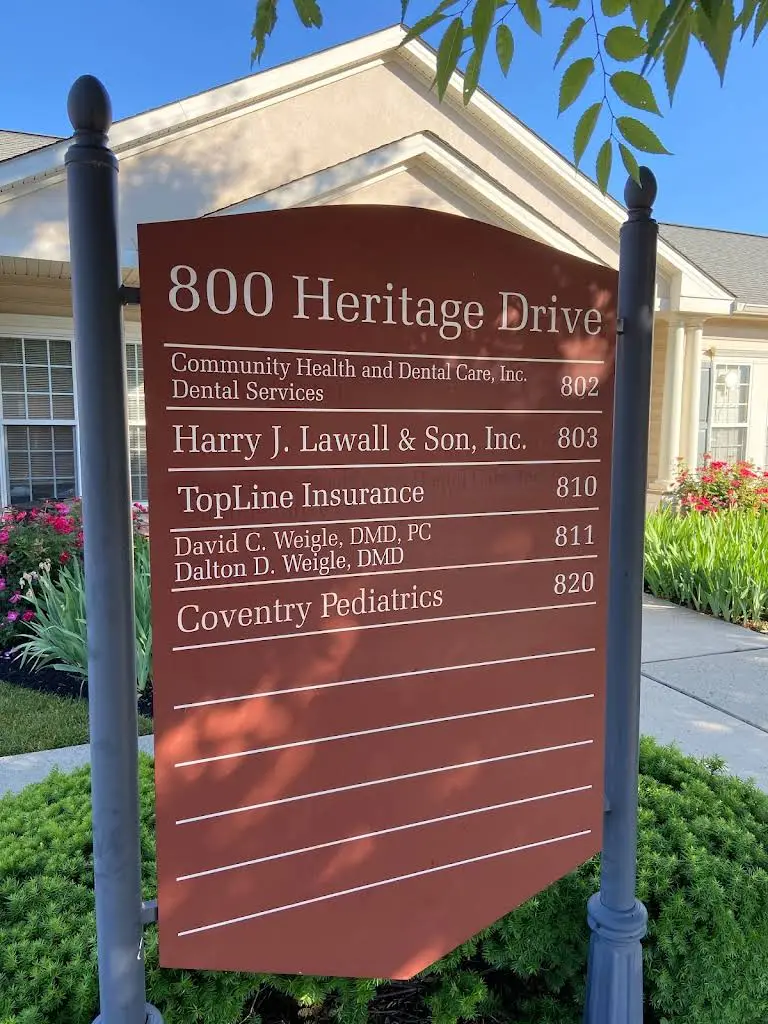 800 Heritage Drive
Community Health and Dental Care, Inc.
Dental Services 802
Harry J. Lawall & Son, Inc. 803
TopLine Insurance 810
David C. Weigle, DMD, PC
Dalton D. Weigle, DMD 811
Coventry Pediatrics 820